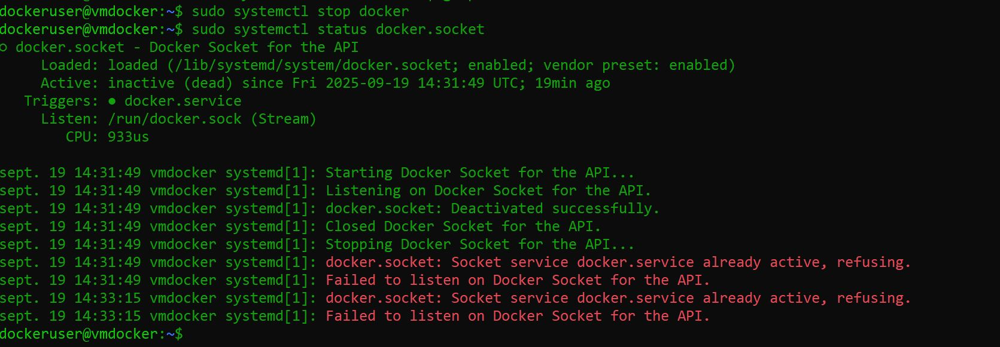 dockeruser@vmdocker:~$ sudo systemctl stop docker
dockeruser@vmdocker:~$ sudo systemctl status docker.socket
○ docker.socket - Docker Socket for the API
Loaded: loaded (/lib/systemd/system/docker.socket; enabled; vendor preset: enabled)
Active: inactive (dead) since Fri 2025-09-19 14:31:49 UTC; 19min ago
Triggers: ● docker.service
Listen: /run/docker.sock (Stream)
CPU: 933us
sept. 19 14:31:49 vmdocker systemd[1]: Starting Docker Socket for the API...
sept. 19 14:31:49 vmdocker systemd[1]: Listening on Docker Socket for the API.
sept. 19 14:31:49 vmdocker systemd[1]: docker.socket: Deactivated successfully.
sept. 19 14:31:49 vmdocker systemd[1]: Closed Docker Socket for the API.
sept. 19 14:31:49 vmdocker systemd[1]: Stopping Docker Socket for the API...
sept. 19 14:31:49 vmdocker systemd[1]: docker.socket: Socket service docker.service already active, refusing.
sept. 19 14:31:49 vmdocker systemd[1]: Failed to listen on Docker Socket for the API.
sept. 19 14:33:15 vmdocker systemd[1]: docker.socket: Socket service docker.service already active, refusing.
sept. 19 14:33:15 vmdocker systemd[1]: Failed to listen on Docker Socket for the API.
dockeruser@vmdocker:~$